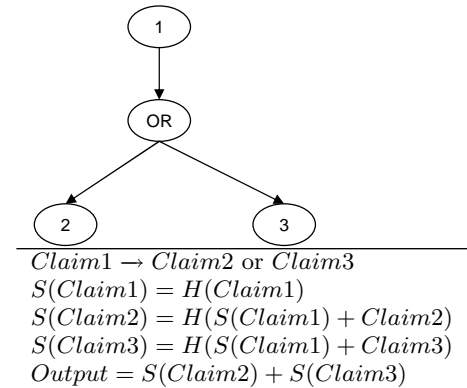 1
OR
2 3
Claim1 → Claim2 or Claim3
S(Claim1) = H(Claim1)
S(Claim2) = H(S(Claim1) + Claim2)
S(Claim3) = H(S(Claim1) + Claim3)
Output = S(Claim2) + S(Claim3)